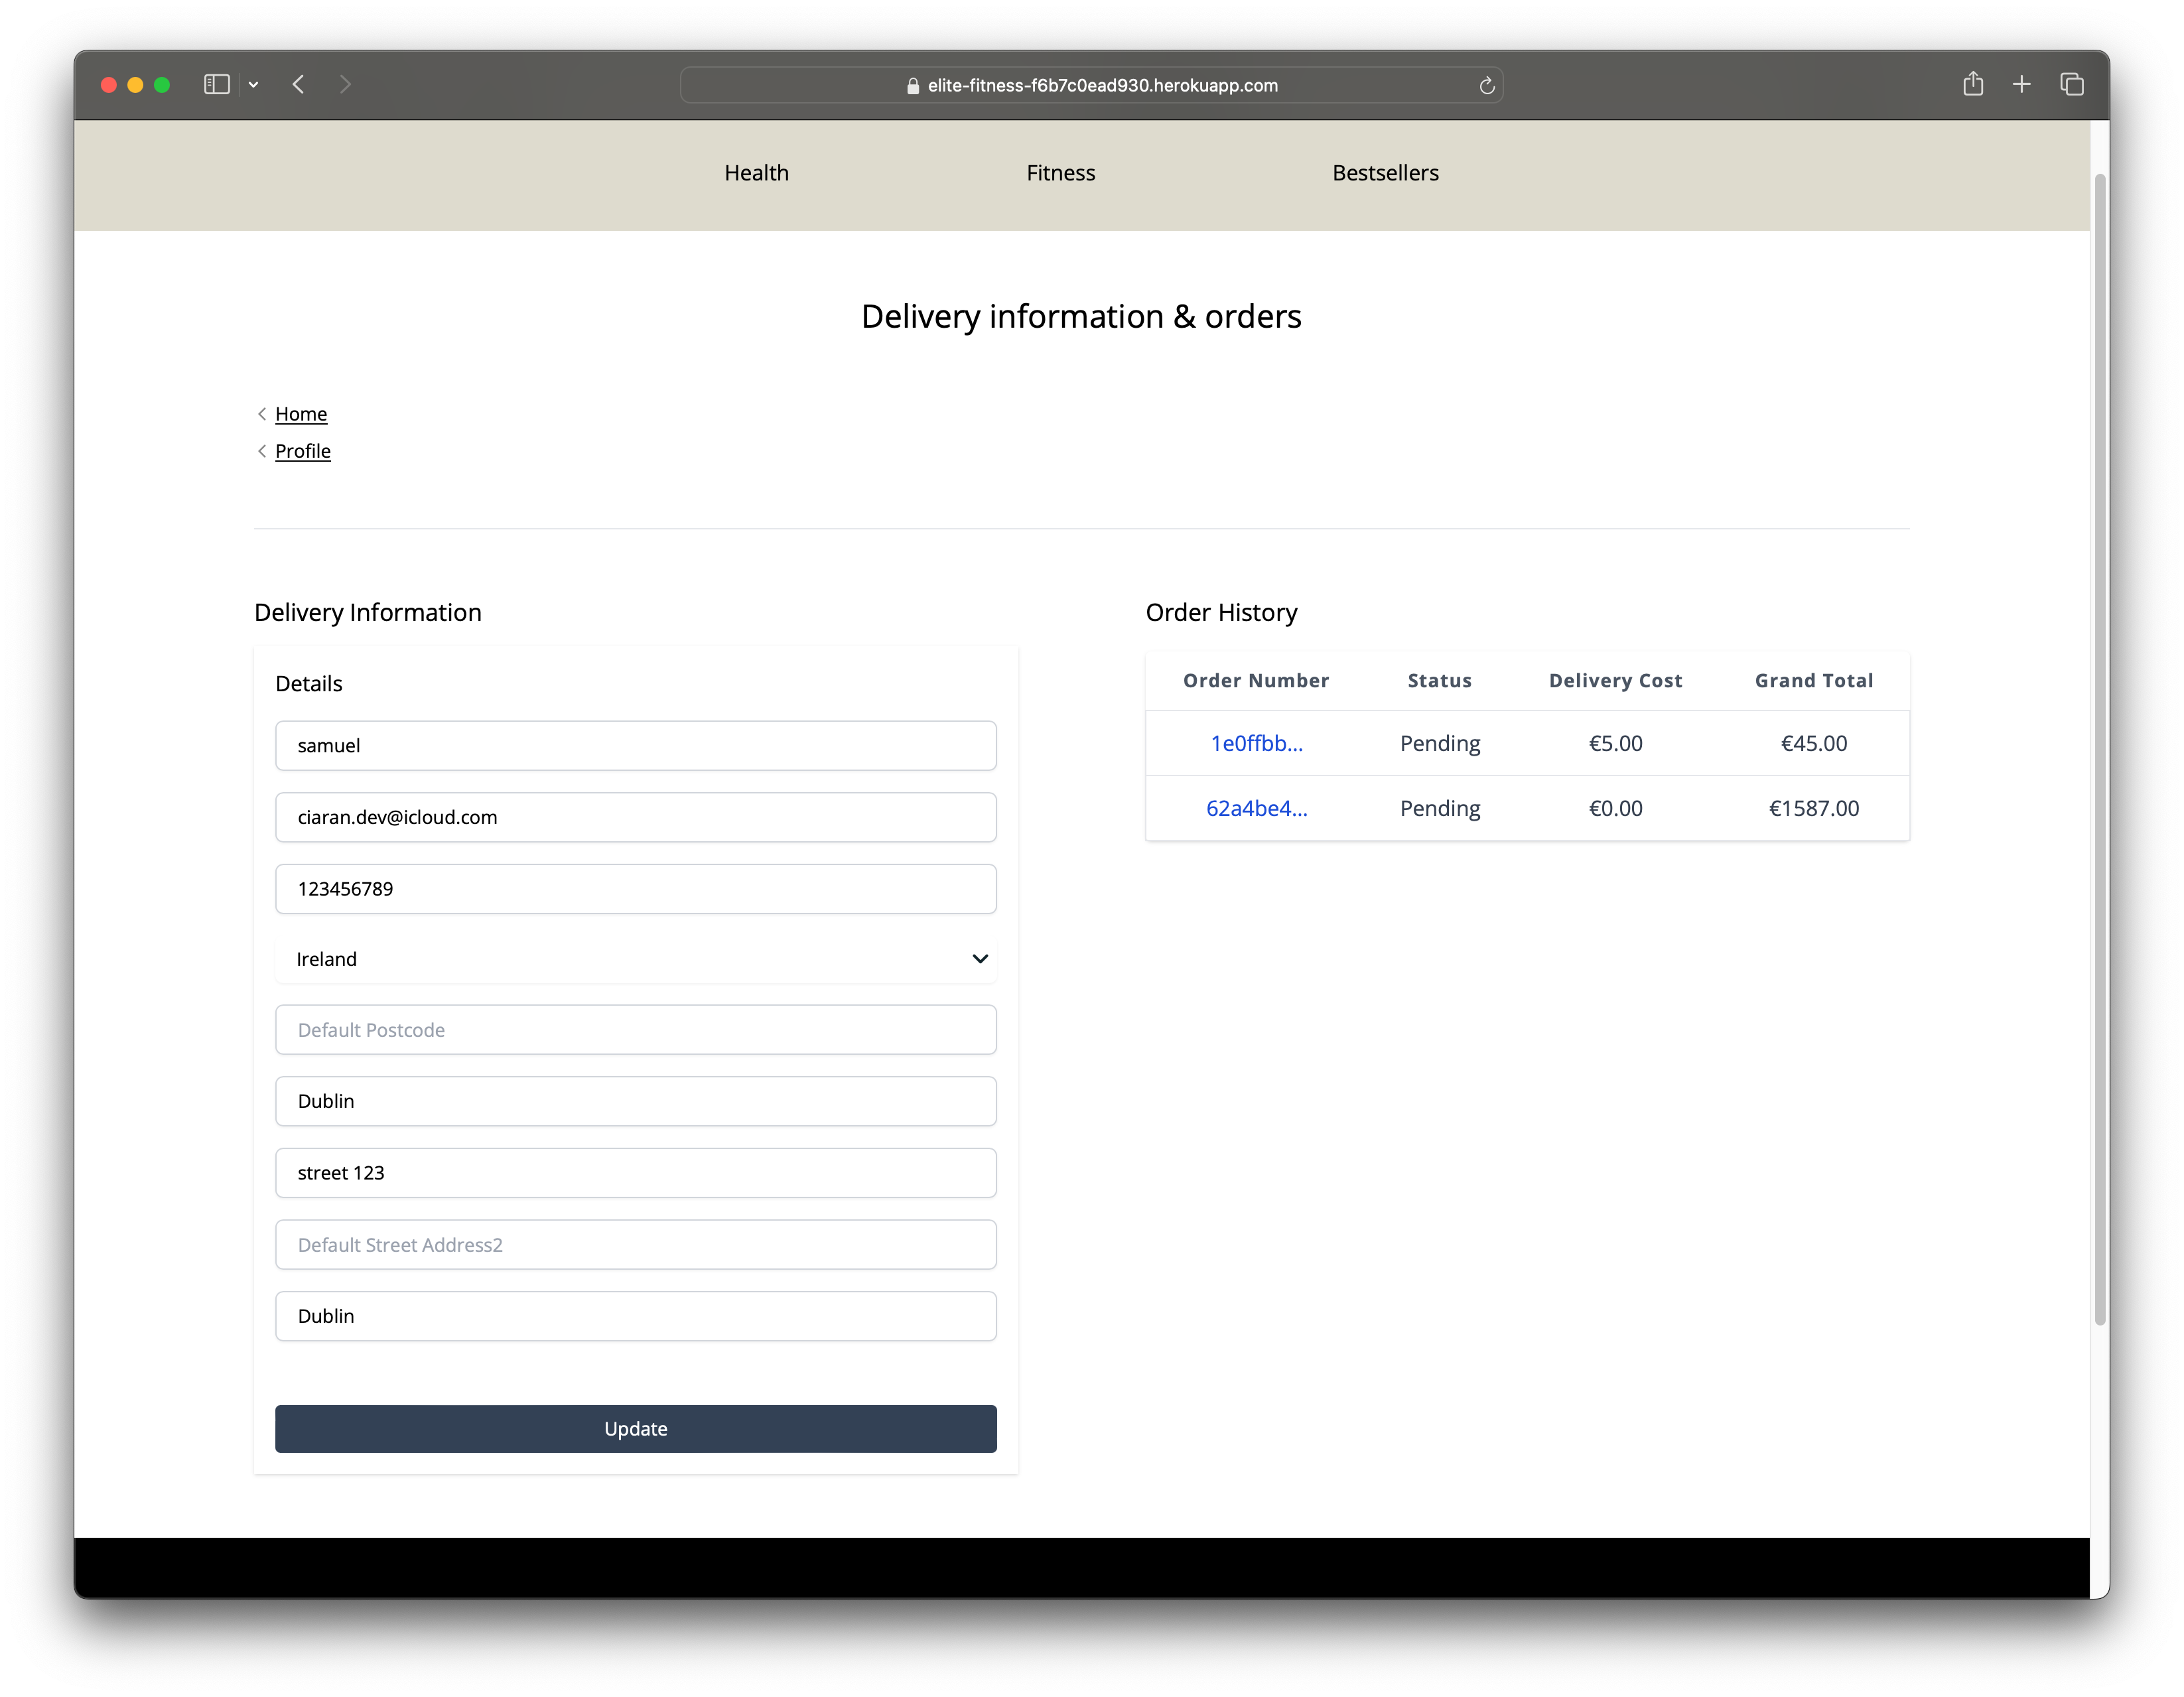 elite-fitness-f6b7c0ead930.herokuapp.com
Health Fitness Bestsellers
Delivery information & orders
Home
Profile
Delivery Information
Details
samuel
ciaran.dev@icloud.com
123456789
Ireland
Default Postcode
Dublin
street 123
Default Street Address2
Dublin
Update
Order History
Order Number Status Delivery Cost Grand Total
1e0ffbb... Pending €5.00 €45.00
62a4be4... Pending €0.00 €1587.00